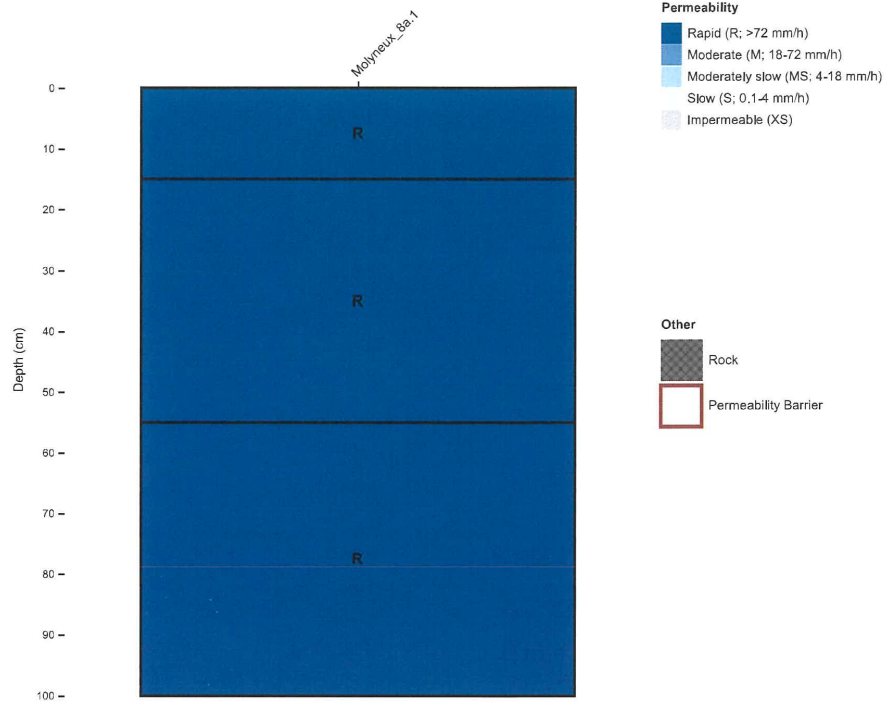 Molyneux_8a.1
Permeability
Rapid (R; >72 mm/h)
Moderate (M; 18-72 mm/h)
Moderately slow (MS; 4-18 mm/h)
Slow (S; 0.1-4 mm/h)
Impermeable (XS)
Other
Rock
Permeability Barrier
Depth (cm)
0
10
20
30
40
50
60
70
80
90
100
R
R
R